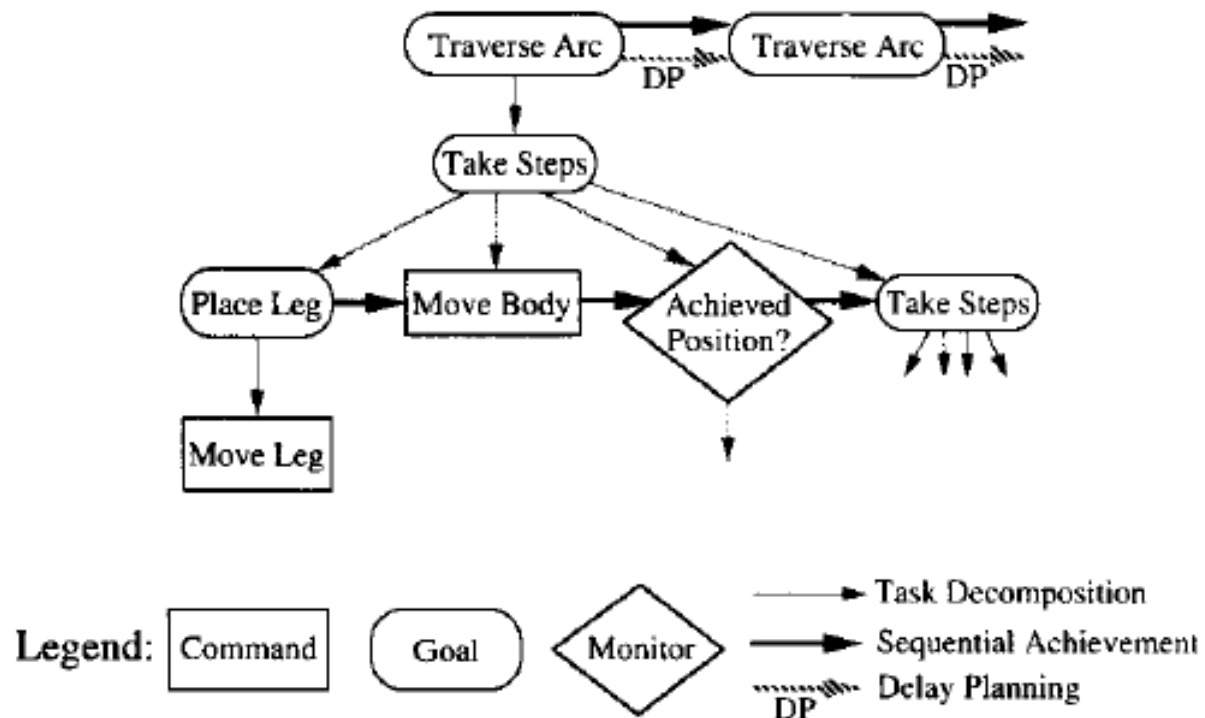 Traverse Arc
DP
Traverse Arc
DP
Take Steps
Place Leg
Move Body
Achieved
Position?
Take Steps
Move Leg
Legend:
Command
Goal
Monitor
Task Decomposition
Sequential Achievement
DP
Delay Planning